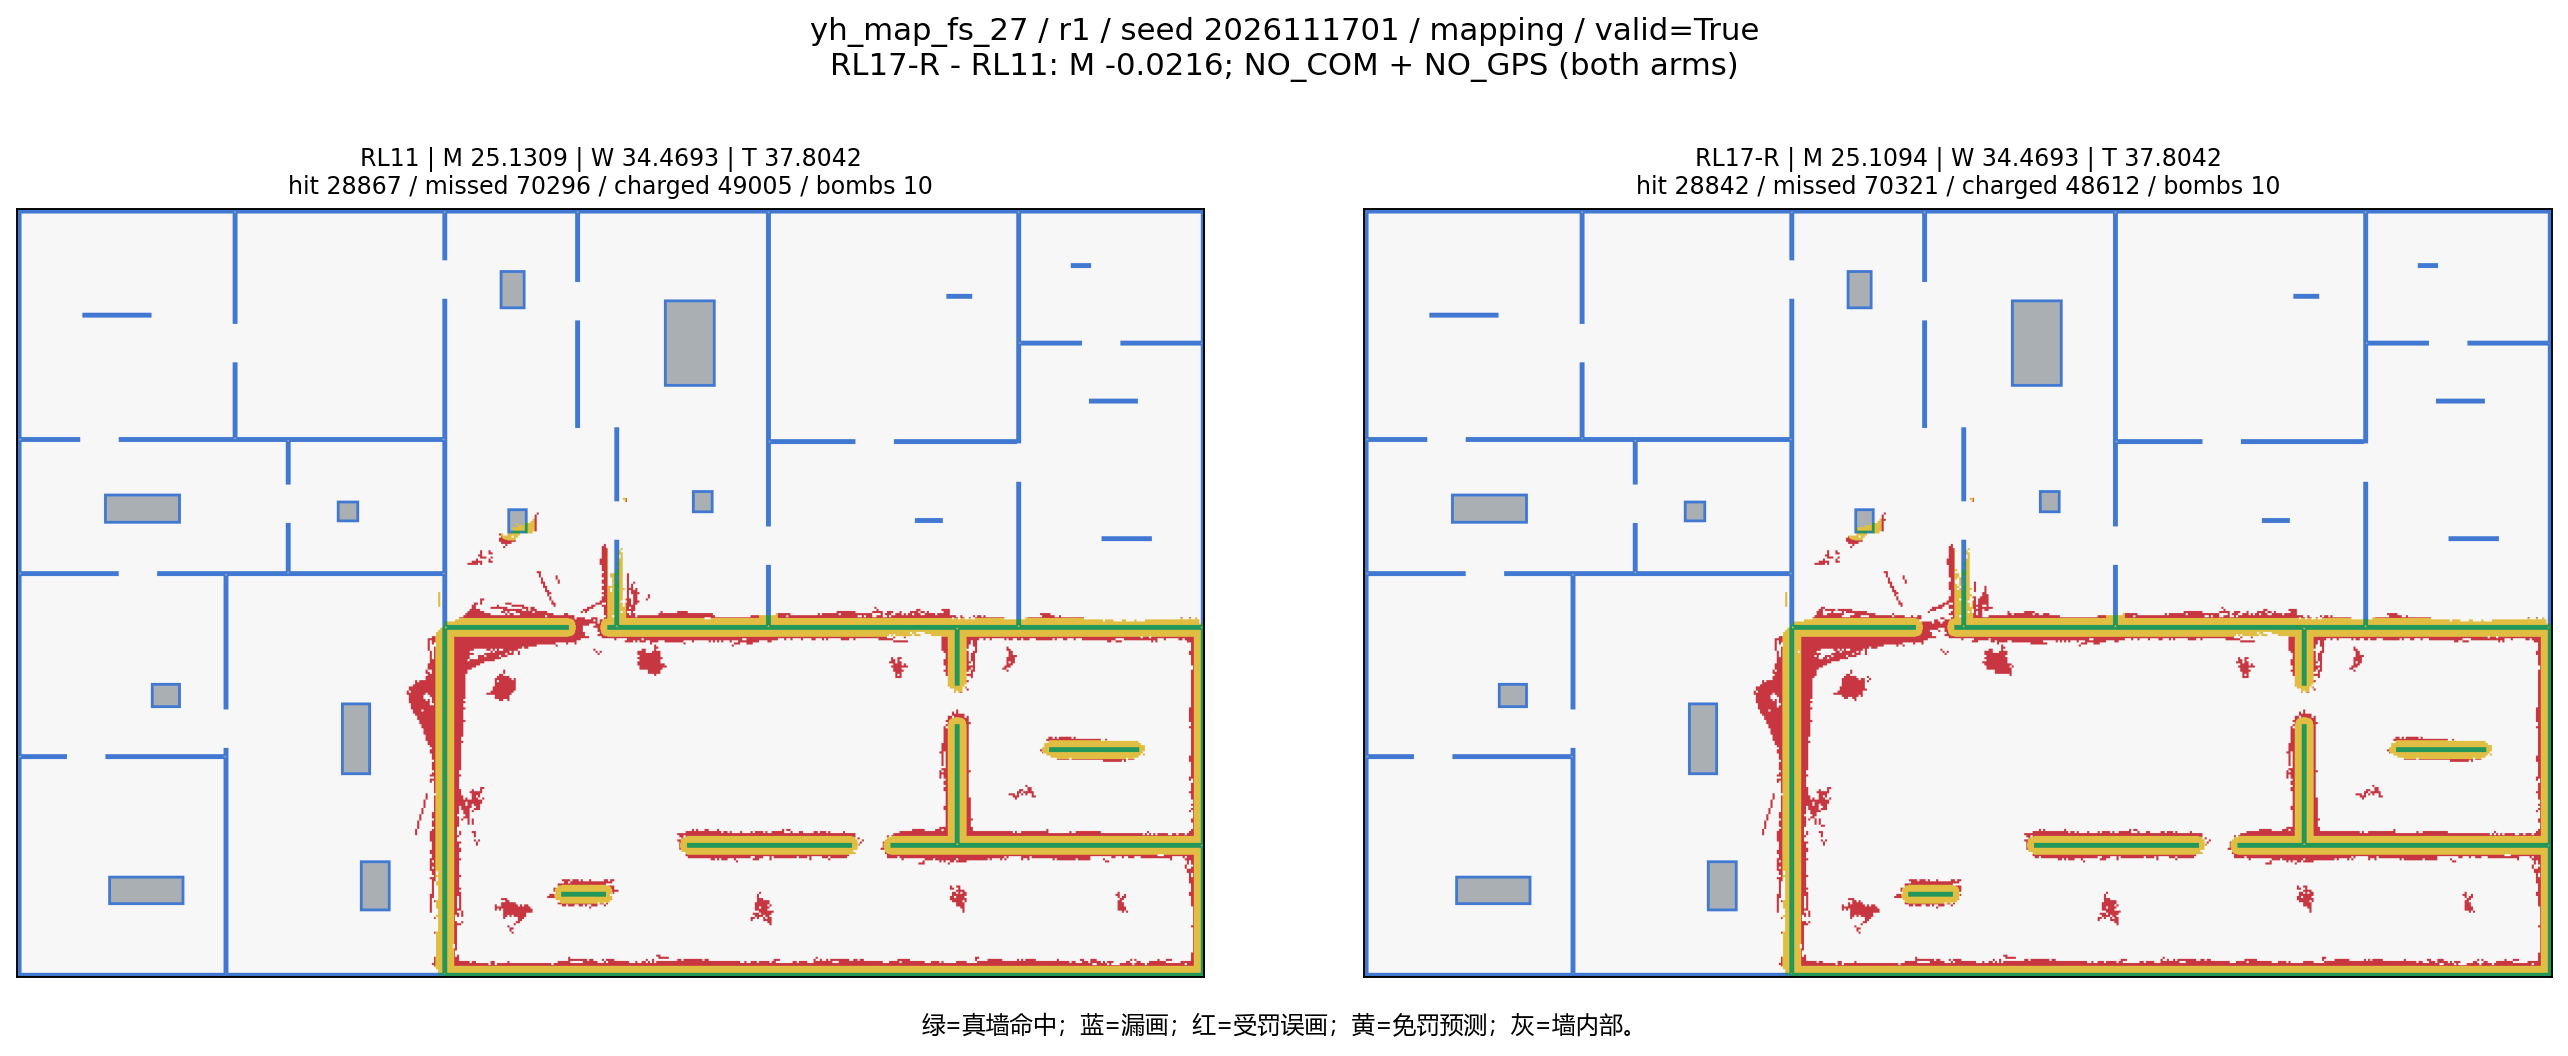 yh_map_fs_27 / r1 / seed 2026111701 / mapping / valid=True
RL17-R - RL11: M -0.0216; NO_COM + NO_GPS (both arms)
RL11 | M 25.1309 | W 34.4693 | T 37.8042
hit 28867 / missed 70296 / charged 49005 / bombs 10
RL17-R | M 25.1094 | W 34.4693 | T 37.8042
hit 28842 / missed 70321 / charged 48612 / bombs 10
绿=真墙命中；蓝=漏画；红=受罚误画；黄=免罚预测；灰=墙内部。